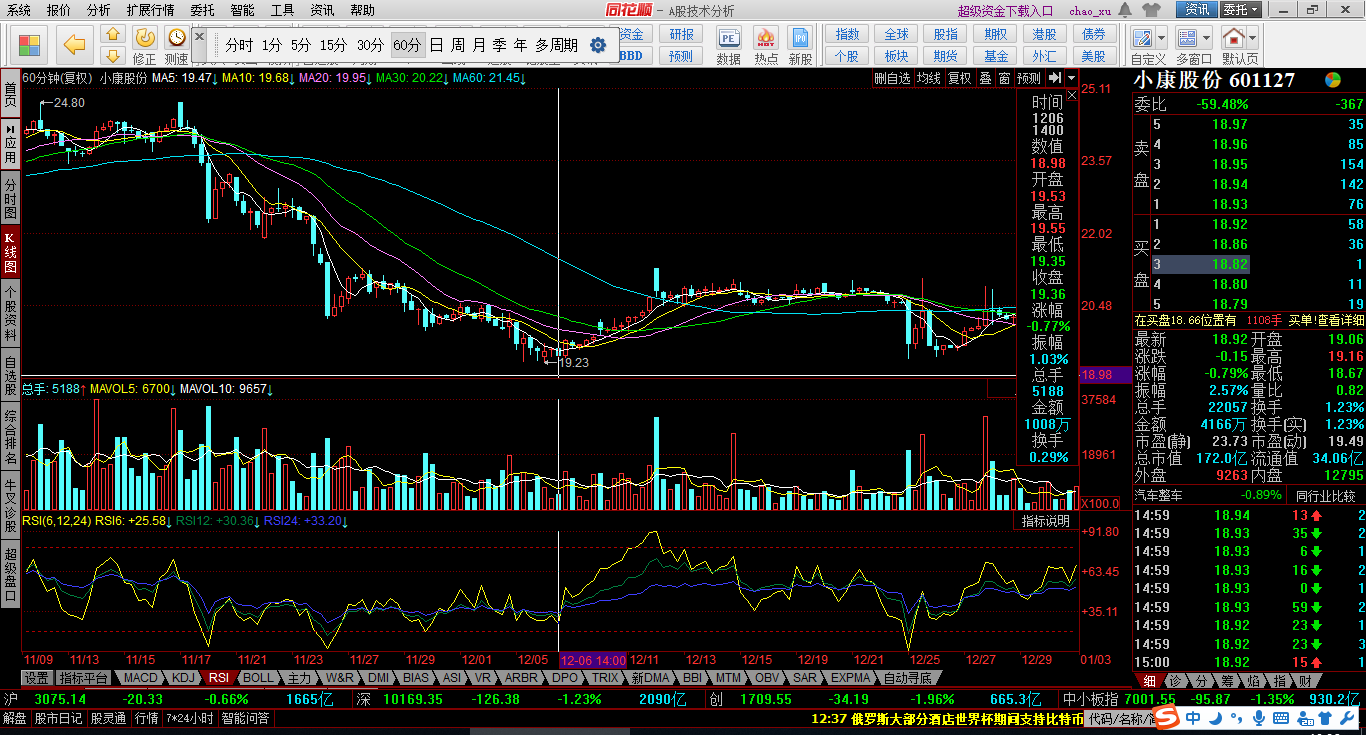 系统 报价 分析 扩展行情 委托 智能 工具 资讯 帮助
同花顺 - A股技术分析
超级资金下载入口 chao_xu 资讯 委托
修正 测速
分时 1分 5分 15分 30分 60分 日 周 月 季 年 多周期
资金 研报
BBD 预测
PE 数据 HOT 热点 IPO 新股
指数 全球 股指 期权 港股 债券
个股 板块 期货 基金 外汇 美股
自定义 多窗口 默认页
首页
应用
分时图
K线图
个股资料
自选股
综合排名
牛叉诊股
超级盘口
60分钟(复权) 小康股份 MA5: 19.47↓ MA10: 19.68↓ MA20: 19.95↓ MA30: 20.22↓ MA60: 21.45↓
删自选 均线 复权 叠 窗 预测
24.80
19.23
25.11
23.57
22.02
20.48
18.98
时间
1206
1400
数值
18.98
开盘
19.53
最高
19.55
最低
19.35
收盘
19.36
涨幅
-0.77%
振幅
1.03%
总手
5188
金额
1008万
换手
0.29%
总手: 5188↑ MAVOL5: 6700↓ MAVOL10: 9657↓
37584
18961
X100.0
RSI(6,12,24) RSI6: +25.58↓ RSI12: +30.36↓ RSI24: +33.20↓
指标说明
+91.80
+63.45
+35.11
11/09 11/13 11/15 11/17 11/21 11/23 11/27 11/29 12/01 12/05 12-06 14:00 12/11 12/13 12/15 12/19 12/21 12/25 12/27 12/29 01/03
设置 指标平台 MACD KDJ RSI BOLL 主力 W&R DMI BIAS ASI VR ARBR DPO TRIX 新DMA BBI MTM OBV SAR EXPMA 自动寻底
小康股份 601127
委比 -59.48% -367
卖盘
5 18.97 35
4 18.96 85
3 18.95 154
2 18.94 142
1 18.93 76
买盘
1 18.92 58
2 18.86 36
3 18.82 1
4 18.80 11
5 18.79 19
在买盘18.66位置有 1108手 买单!查看详细
最新 18.92 开盘 19.06
涨跌 -0.15 最高 19.16
涨幅 -0.79% 最低 18.67
振幅 2.57% 量比 0.82
总手 22057 换手 1.23%
金额 4166万 换手(实) 1.23%
市盈(静) 23.73 市盈(动) 19.49
总市值 172.0亿 流通值 34.06亿
外盘 9263 内盘 12795
汽车整车 -0.89% 同行业比较
14:59 18.94 13 2
14:59 18.93 35 2
14:59 18.93 6 1
14:59 18.93 16 2
14:59 18.93 0 1
14:59 18.93 59 2
14:59 18.92 23 1
14:59 18.92 23 3
15:00 18.92 15 1
细 诊 分 筹 焰 指 财
沪 3075.14 -20.33 -0.66% 1665亿 深 10169.35 -126.38 -1.23% 2090亿 创 1709.55 -34.19 -1.96% 665.3亿 中小板指 7001.55 -95.87 -1.35% 930.2亿
解盘 股市日记 股灵通 行情 7*24小时 智能问答
12:37 俄罗斯大部分酒店世界杯期间支持比特币
代码/名称/简
S 中